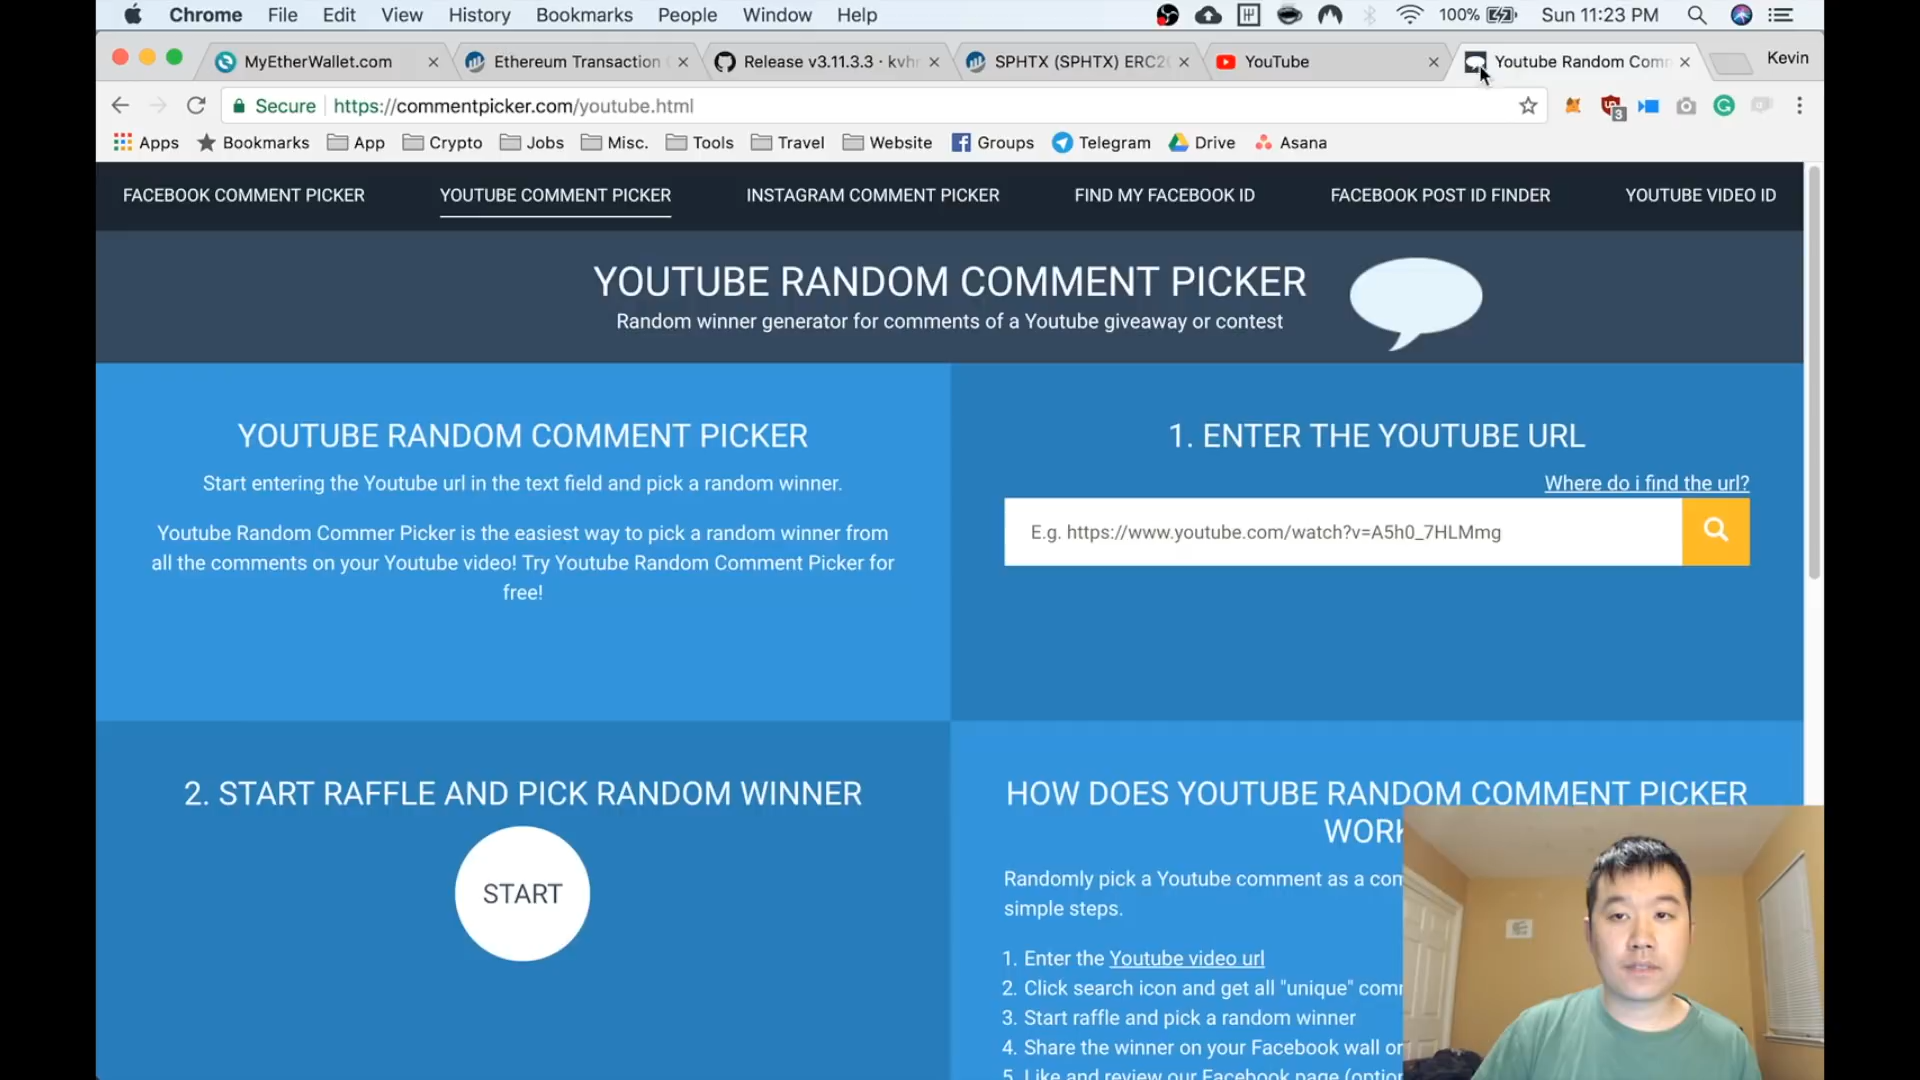 Chrome File Edit View History Bookmarks People Window Help 100% Sun 11:23 PM
MyEtherWallet.com Ethereum Transaction Release v3.11.3.3 · kvh SPHTX (SPHTX) ERC2 YouTube Youtube Random Com Kevin
Secure https://commentpicker.com/youtube.html 3
Apps Bookmarks App Crypto Jobs Misc. Tools Travel Website Groups Telegram Drive Asana
FACEBOOK COMMENT PICKER YOUTUBE COMMENT PICKER INSTAGRAM COMMENT PICKER FIND MY FACEBOOK ID FACEBOOK POST ID FINDER YOUTUBE VIDEO ID
YOUTUBE RANDOM COMMENT PICKER
Random winner generator for comments of a Youtube giveaway or contest
YOUTUBE RANDOM COMMENT PICKER
Start entering the Youtube url in the text field and pick a random winner.
Youtube Random Commer Picker is the easiest way to pick a random winner from
all the comments on your Youtube video! Try Youtube Random Comment Picker for
free!
1. ENTER THE YOUTUBE URL
Where do i find the url?
E.g. https://www.youtube.com/watch?v=A5h0_7HLMmg
2. START RAFFLE AND PICK RANDOM WINNER
START
HOW DOES YOUTUBE RANDOM COMMENT PICKER
WORK
Randomly pick a Youtube comment as a com
simple steps.
1. Enter the Youtube video url
2. Click search icon and get all "unique" com
3. Start raffle and pick a random winner
4. Share the winner on your Facebook wall or
5. Like and review our Facebook page (option